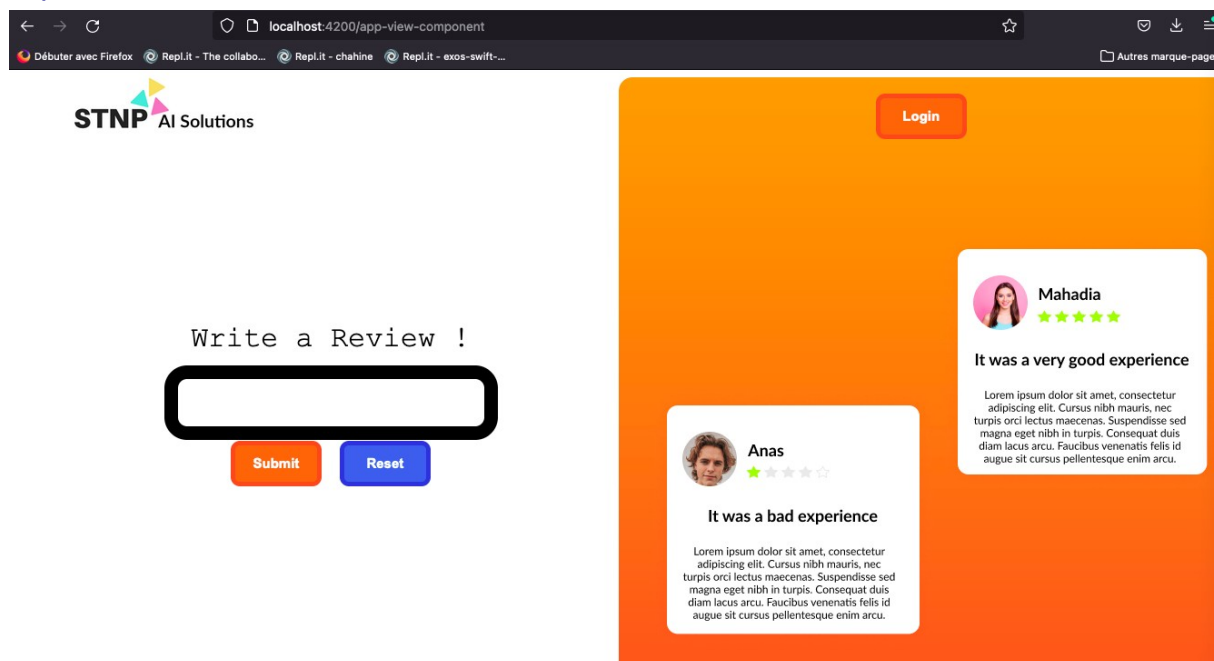 localhost:4200/app-view-component
Débuter avec Firefox Repl.it - The collabo... Repl.it - chahine Repl.it - exos-swift-... Autres marque-page
STNP AI Solutions
Login
Write a Review !
Submit Reset
Mahadia
It was a very good experience
Lorem ipsum dolor sit amet, consectetur
adipiscing elit. Cursus nibh mauris, nec
turpis orci lectus maecenas. Suspendisse sed
magna eget nibh in turpis. Consequat duis
diam lacus arcu. Faucibus venenatis felis id
augue sit cursus pellentesque enim arcu.
Anas
It was a bad experience
Lorem ipsum dolor sit amet, consectetur
adipiscing elit. Cursus nibh mauris, nec
turpis orci lectus maecenas. Suspendisse sed
magna eget nibh in turpis. Consequat duis
diam lacus arcu. Faucibus venenatis felis id
augue sit cursus pellentesque enim arcu.